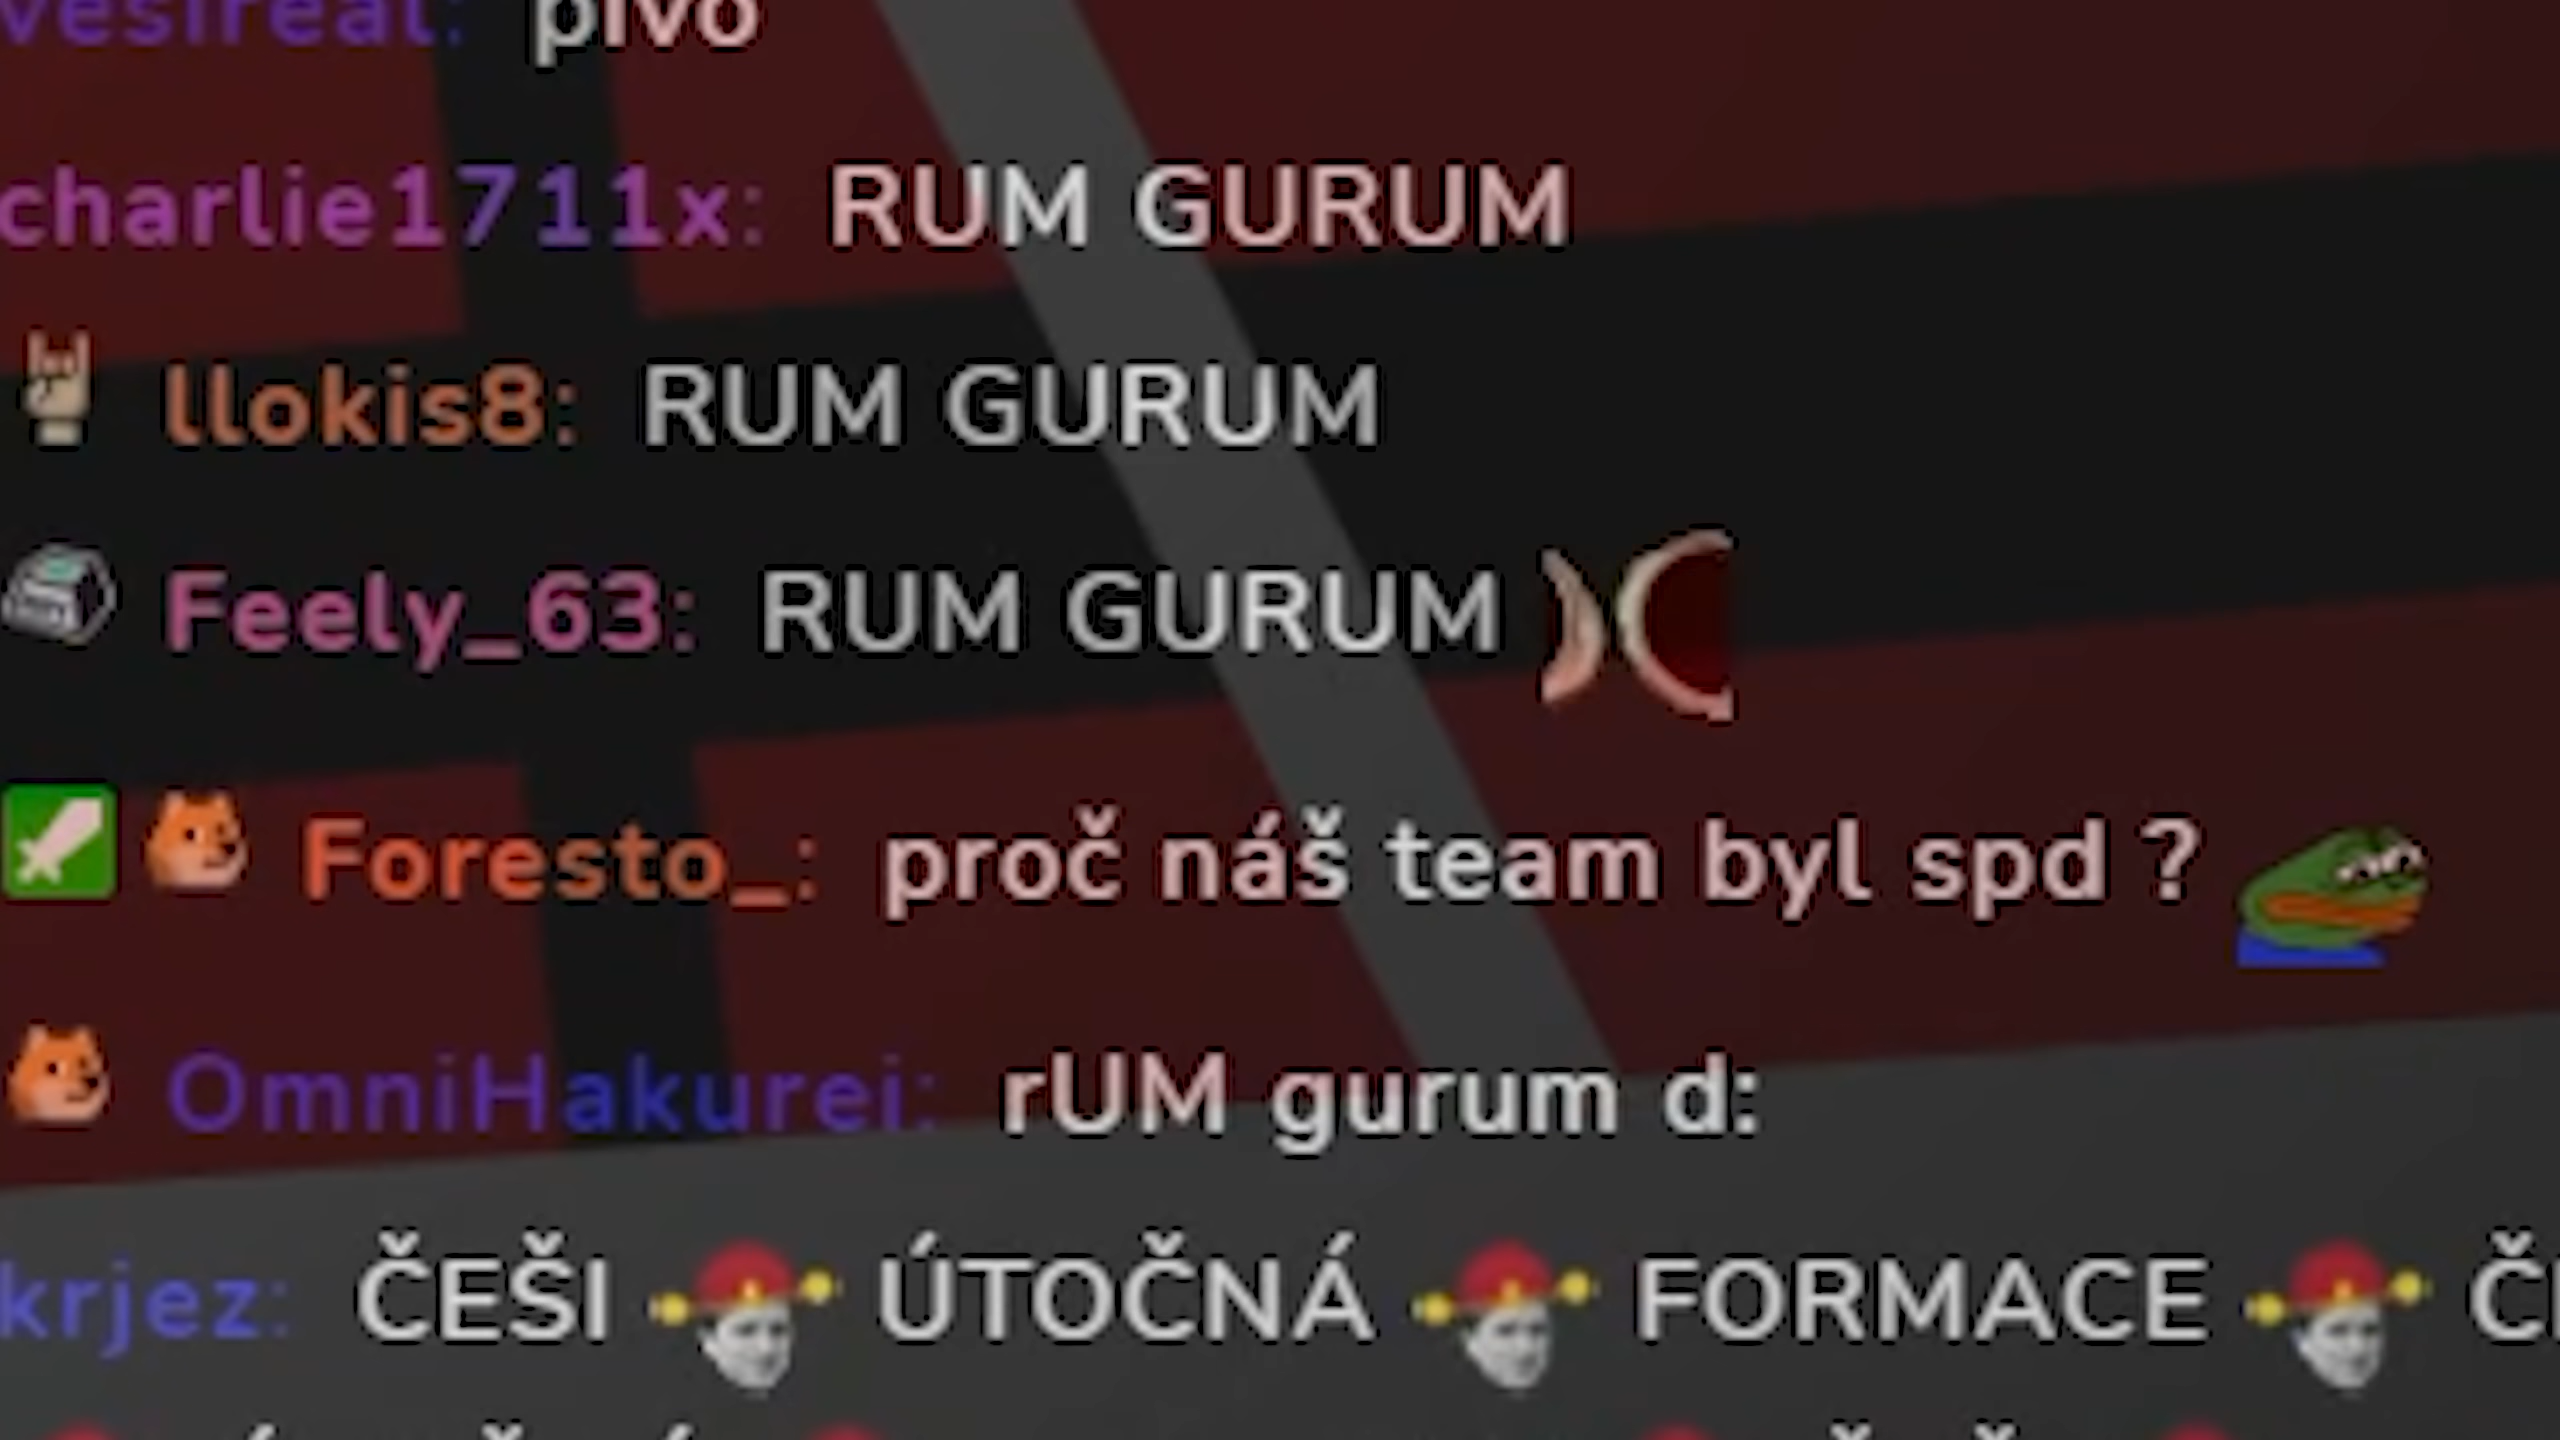 pivo
charlie1711x: RUM GURUM
llokis8: RUM GURUM
Feely_63: RUM GURUM
Foresto_: proč náš team byl spd ?
OmniHakurei: rUM gurum d:
krjez: ČEŠI ÚTOČNÁ FORMACE